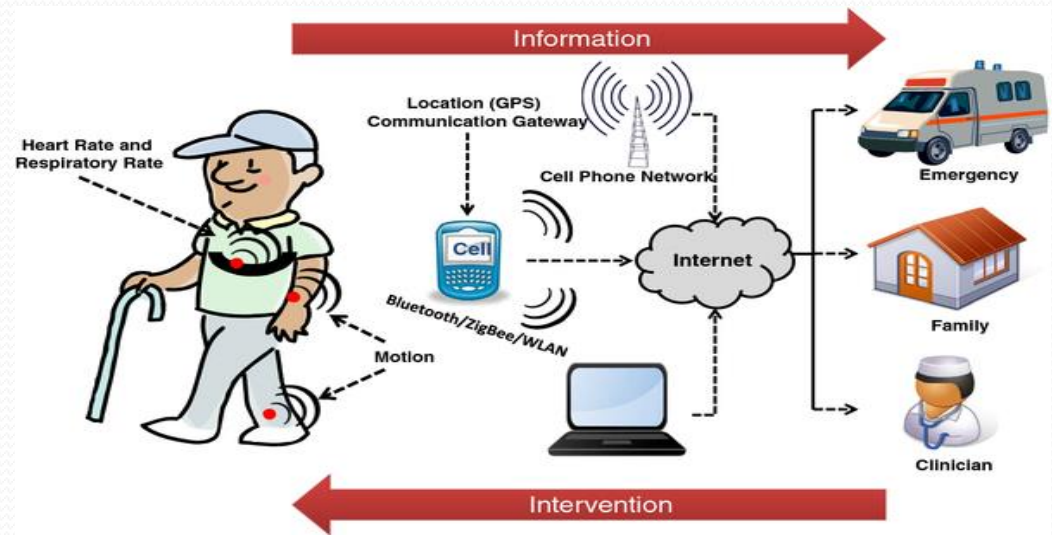 Information
Location (GPS)
Communication Gateway
Heart Rate and
Respiratory Rate
Cell Phone Network
Emergency
Cell
Internet
Bluetooth/ZigBee/WLAN
Family
Motion
Clinician
Intervention